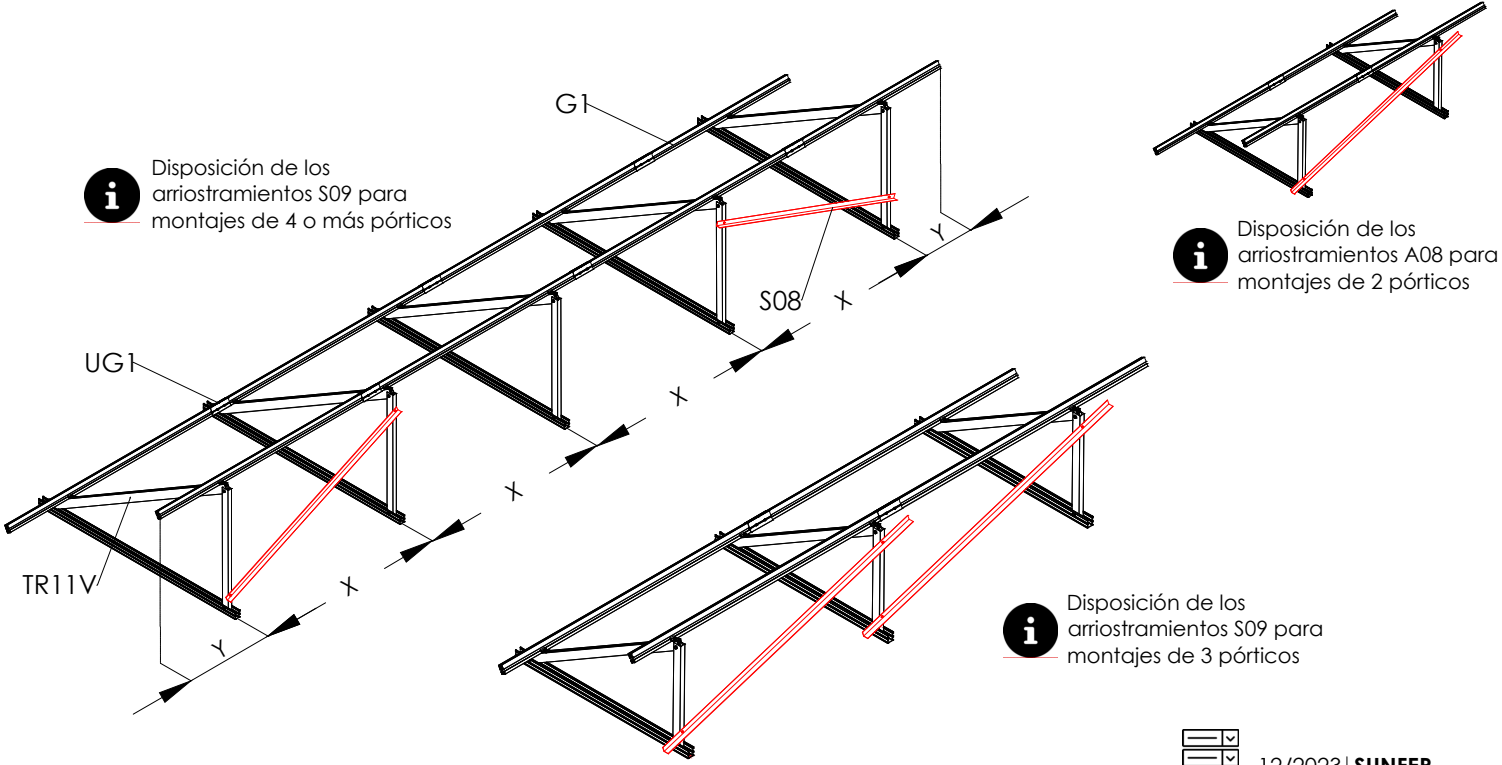 G1
Disposición de los
arriostramientos S09 para
montajes de 4 o más pórticos
Disposición de los
arriostramientos A08 para
montajes de 2 pórticos
Y
X
S08
UG1
X
X
X
TR11V
Y
Disposición de los
arriostramientos S09 para
montajes de 3 pórticos
12/2023|SUNFER